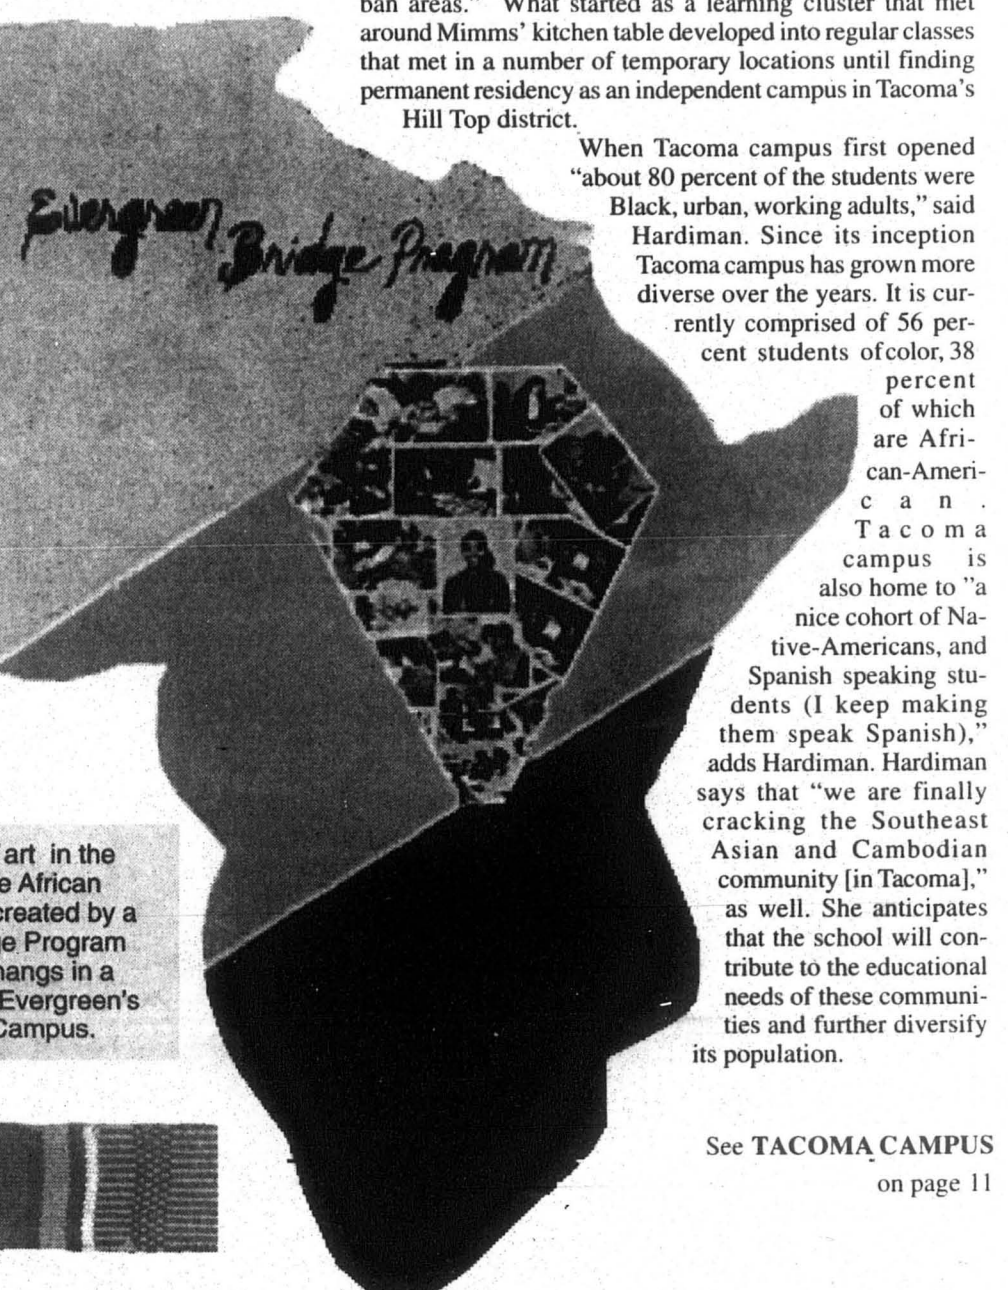 ban areas." What started as a learning cluster that met
around Mimms' kitchen table developed into regular classes
that met in a number of temporary locations until finding
permanent residency as an independent campus in Tacoma's
Hill Top district.
When Tacoma campus first opened
"about 80 percent of the students were
Black, urban, working adults," said
Hardiman. Since its inception
Tacoma campus has grown more
diverse over the years. It is cur-
rently comprised of 56 per-
cent students of color, 38
percent
of which
are Afri-
can-Ameri-
c a n .
T a c o m a
campus is
also home to "a
nice cohort of Na-
tive-Americans, and
Spanish speaking stu-
dents (I keep making
them speak Spanish),"
adds Hardiman. Hardiman
says that "we are finally
cracking the Southeast
Asian and Cambodian
community [in Tacoma],"
as well. She anticipates
that the school will con-
tribute to the educational
needs of these communi-
ties and further diversify
its population.
See TACOMA CAMPUS
on page 11
Evergreen
Bridge Program
art in the
e African
created by a
ge Program
hangs in a
Evergreen's
Campus.